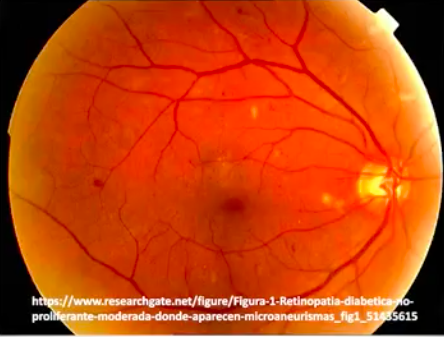 https://www.researchgate.net/figure/Figura-1-Retinopatia-diabetica-no-
proliferante-moderada-donde-aparecen-microaneurismas_fig1_51435615